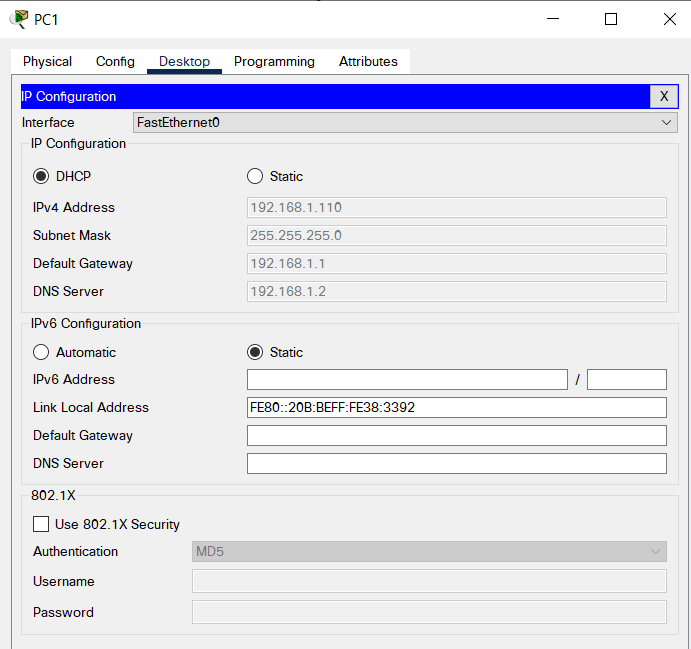 PC1
Physical Config Desktop Programming Attributes
IP Configuration X
Interface FastEthernet0
IP Configuration
DHCP Static
IPv4 Address 192.168.1.110
Subnet Mask 255.255.255.0
Default Gateway 192.168.1.1
DNS Server 192.168.1.2
IPv6 Configuration
Automatic Static
IPv6 Address /
Link Local Address FE80::20B:BEFF:FE38:3392
Default Gateway
DNS Server
802.1X
Use 802.1X Security
Authentication MD5
Username
Password